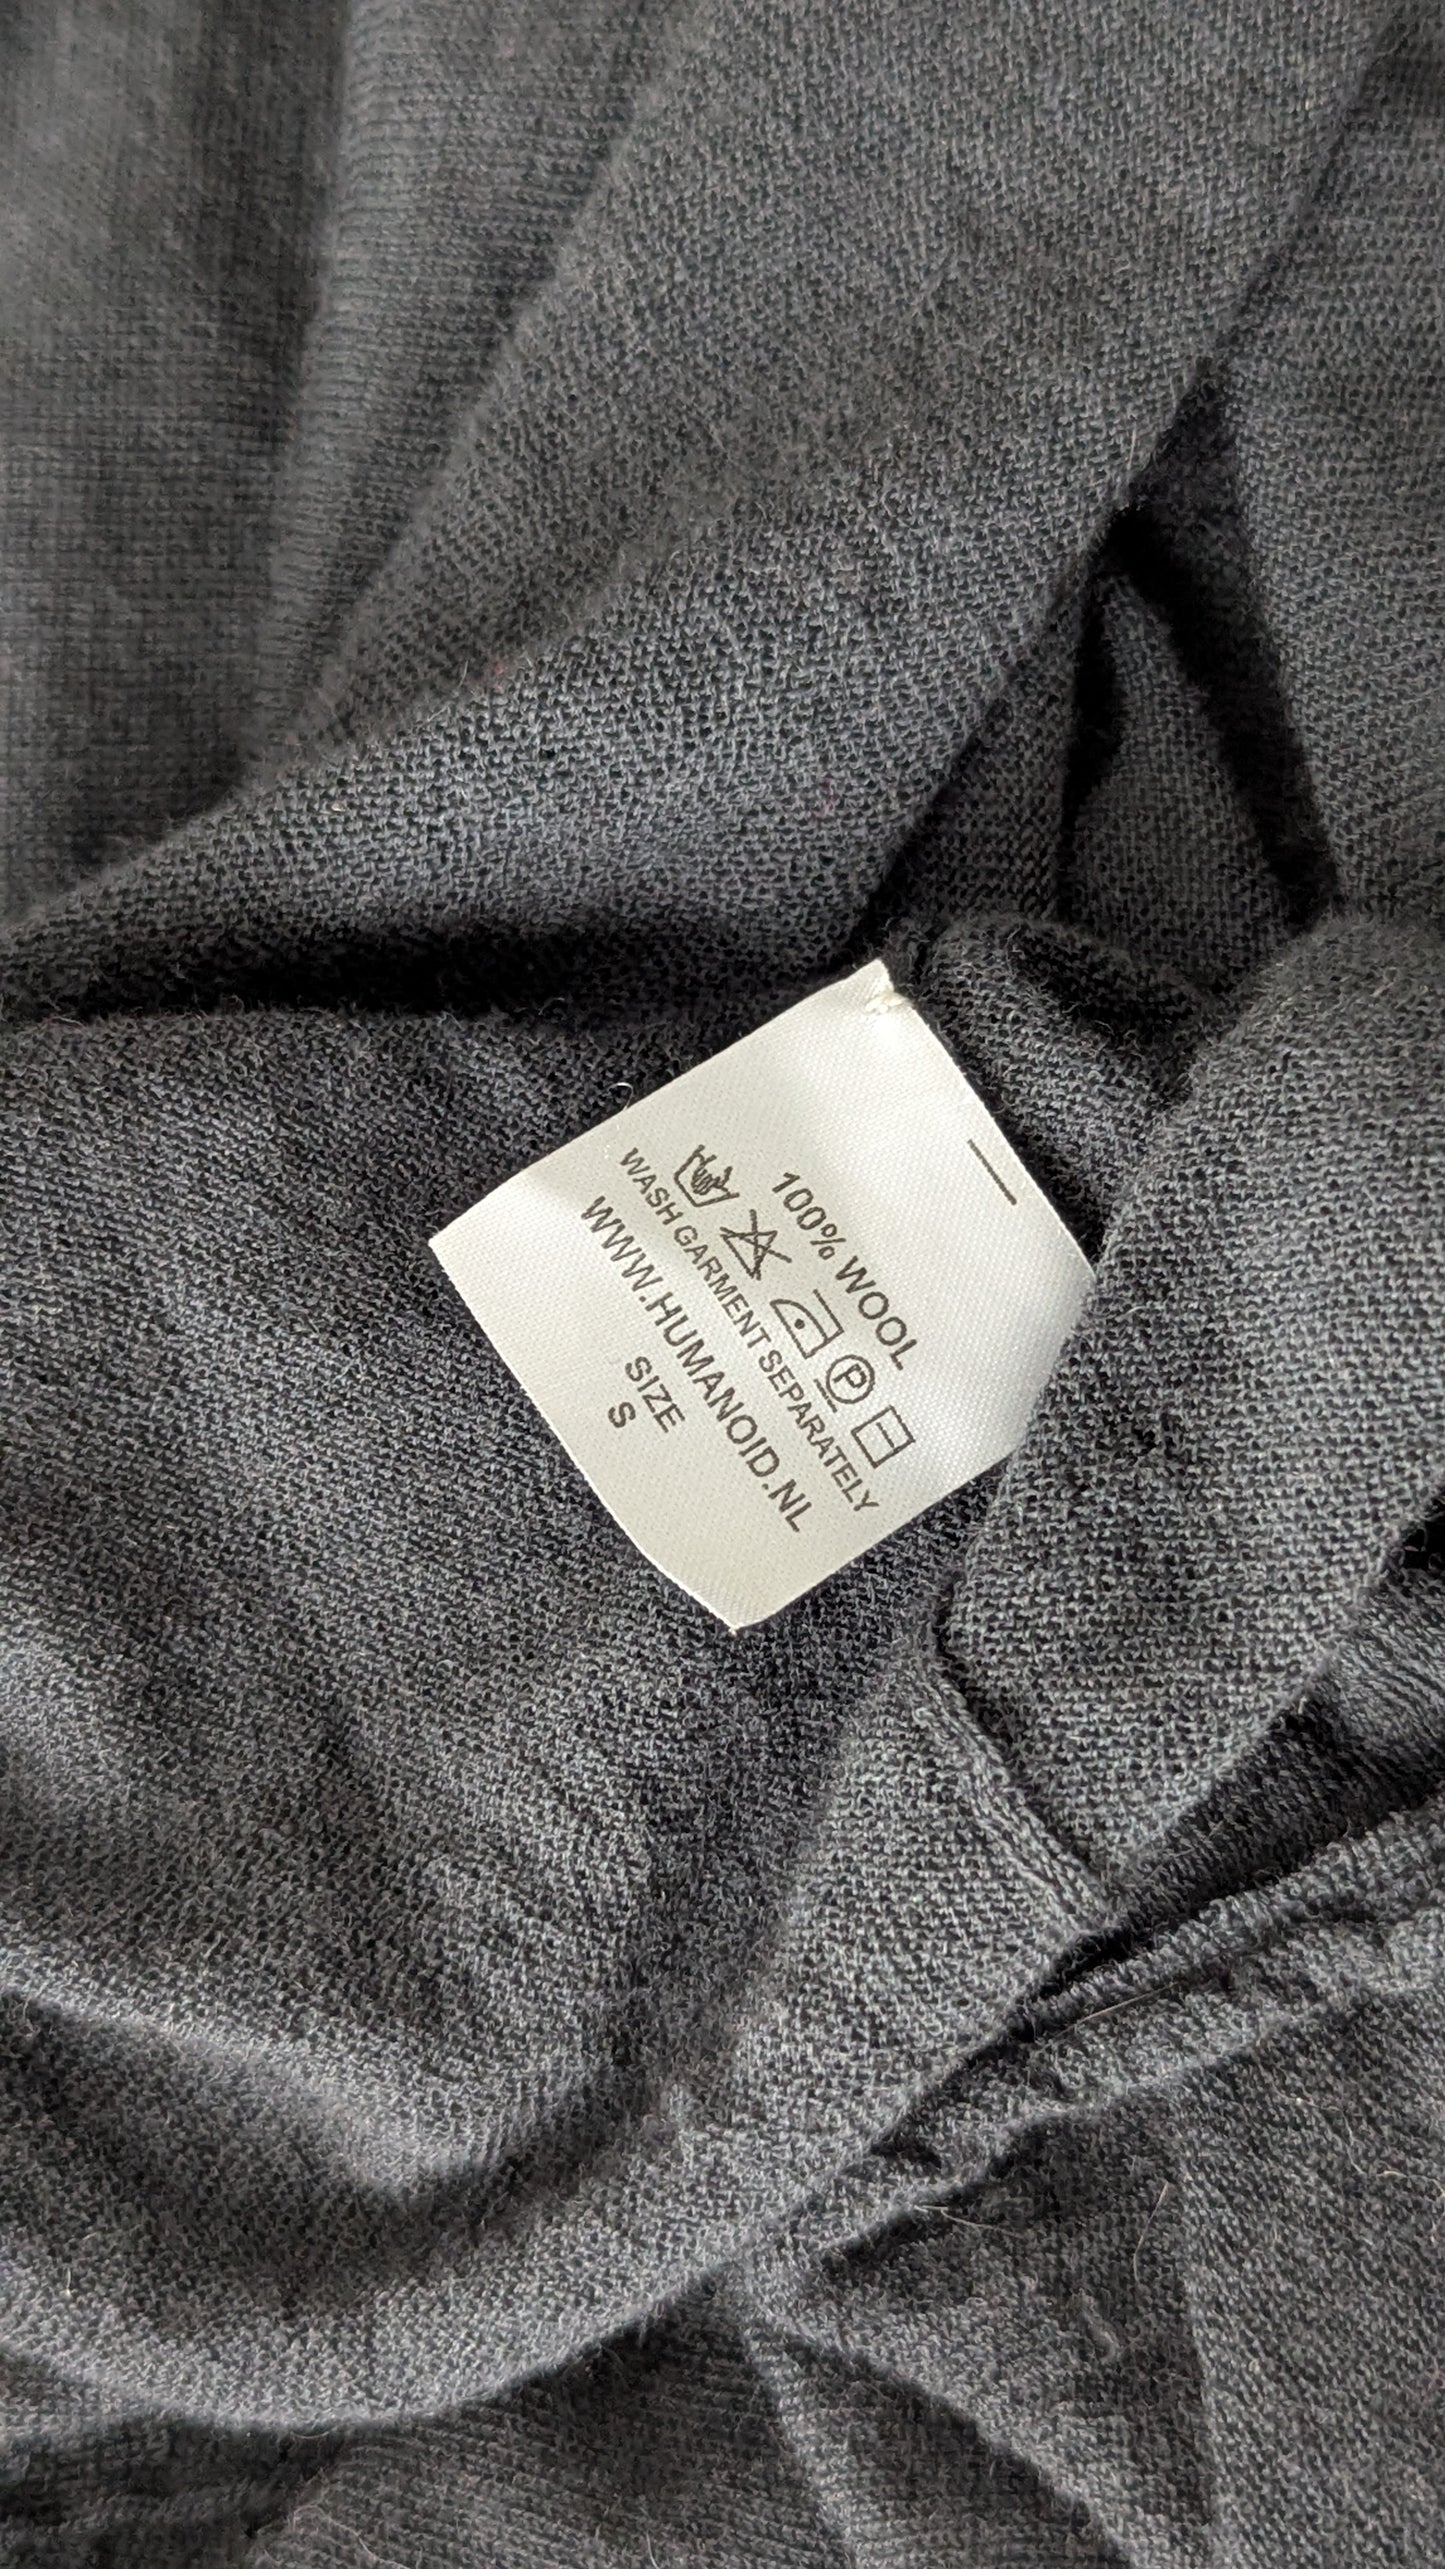 100% WOOL
P
WASH GARMENT SEPARATELY
WWW.HUMANOID.NL
SIZE
S